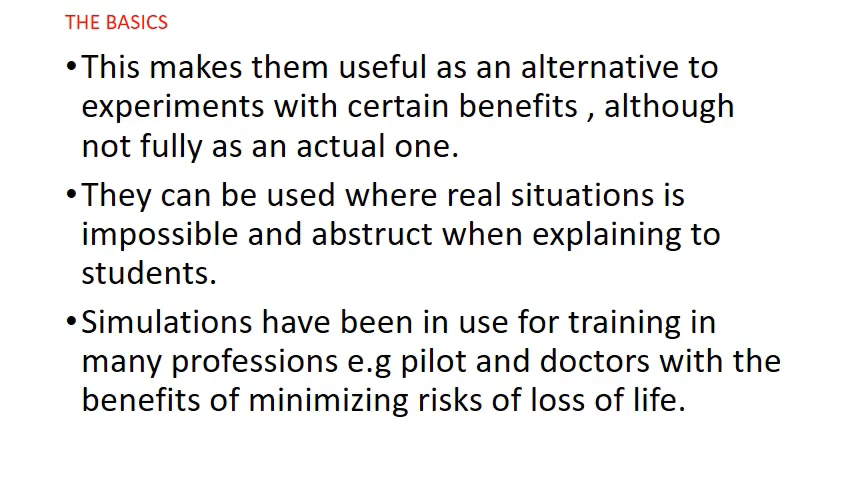 THE BASICS
•This makes them useful as an alternative to
experiments with certain benefits , although
not fully as an actual one.
•They can be used where real situations is
impossible and abstruct when explaining to
students.
•Simulations have been in use for training in
many professions e.g pilot and doctors with the
benefits of minimizing risks of loss of life.